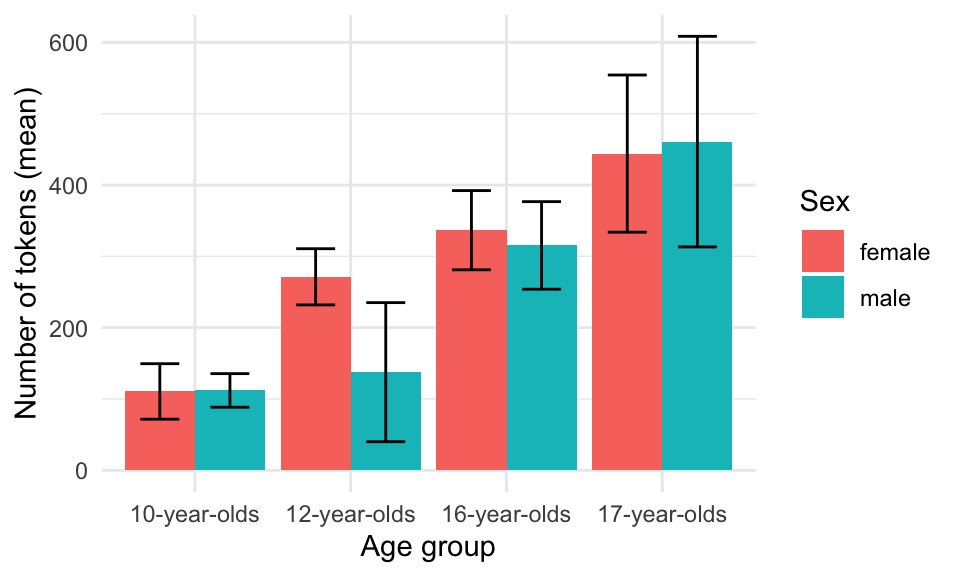 Number of tokens (mean)
600
400
200
0
10-year-olds 12-year-olds 16-year-olds 17-year-olds
Age group
Sex
female
male